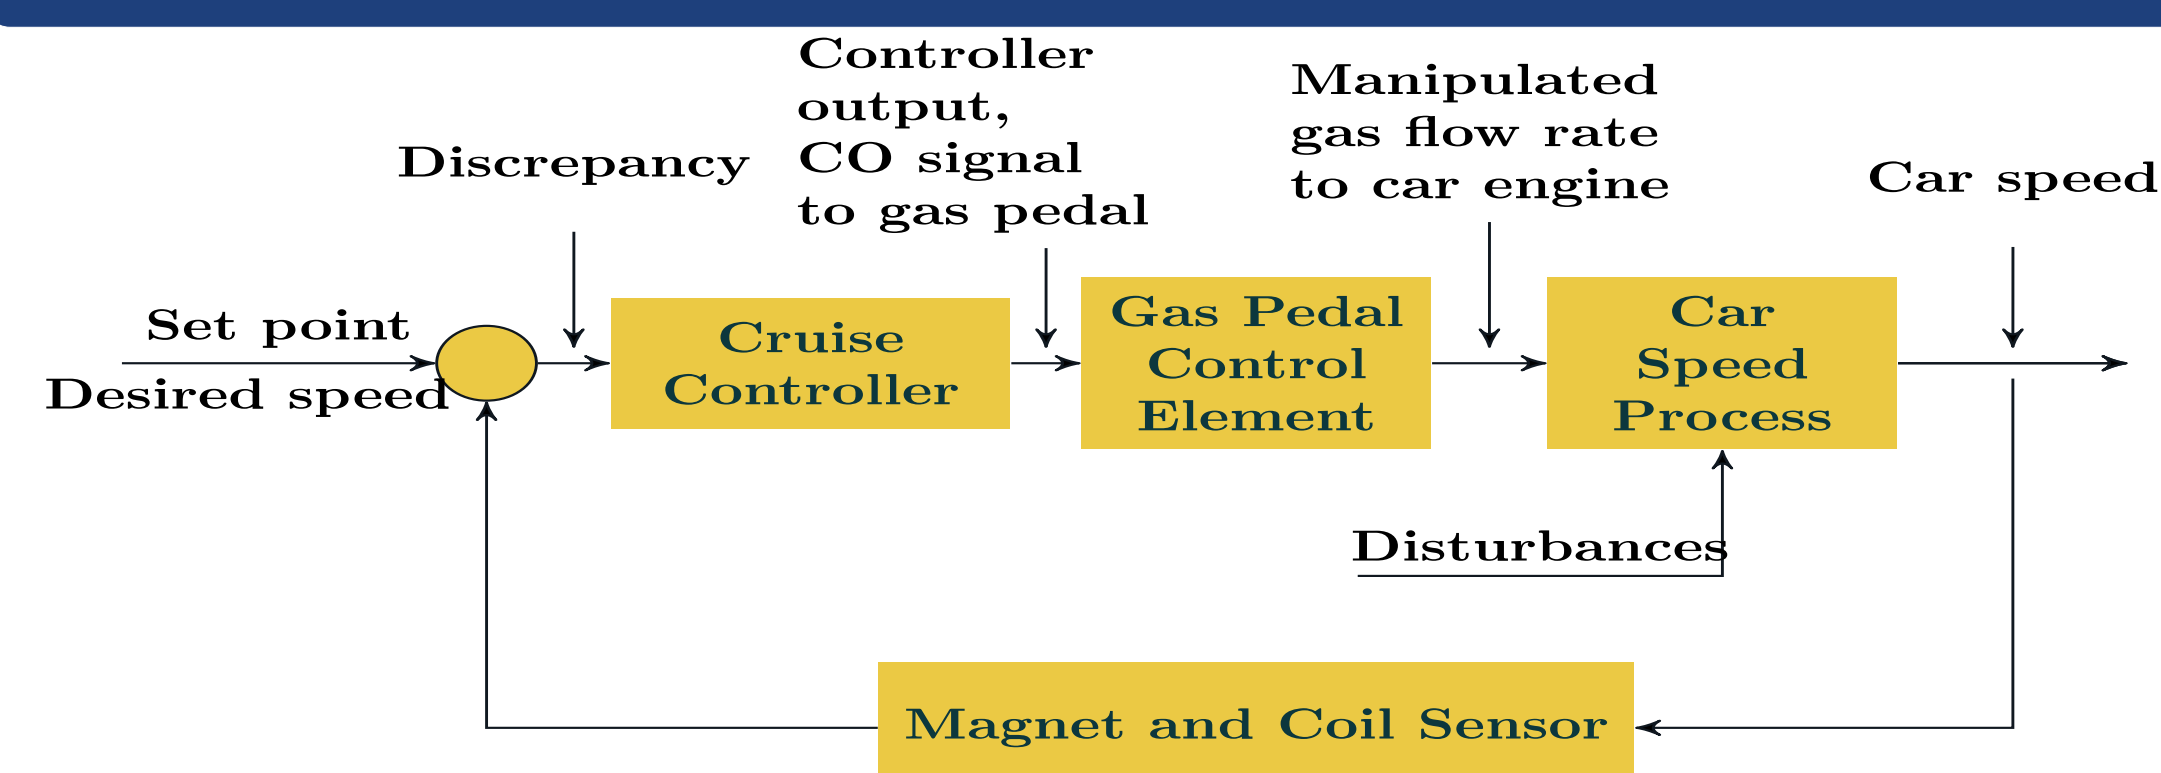 Controller
output,
CO signal
to gas pedal
Manipulated
gas flow rate
to car engine
Discrepancy
Car speed
Set point
Desired speed
Cruise
Controller
Gas Pedal
Control
Element
Car
Speed
Process
Disturbances
Magnet and Coil Sensor